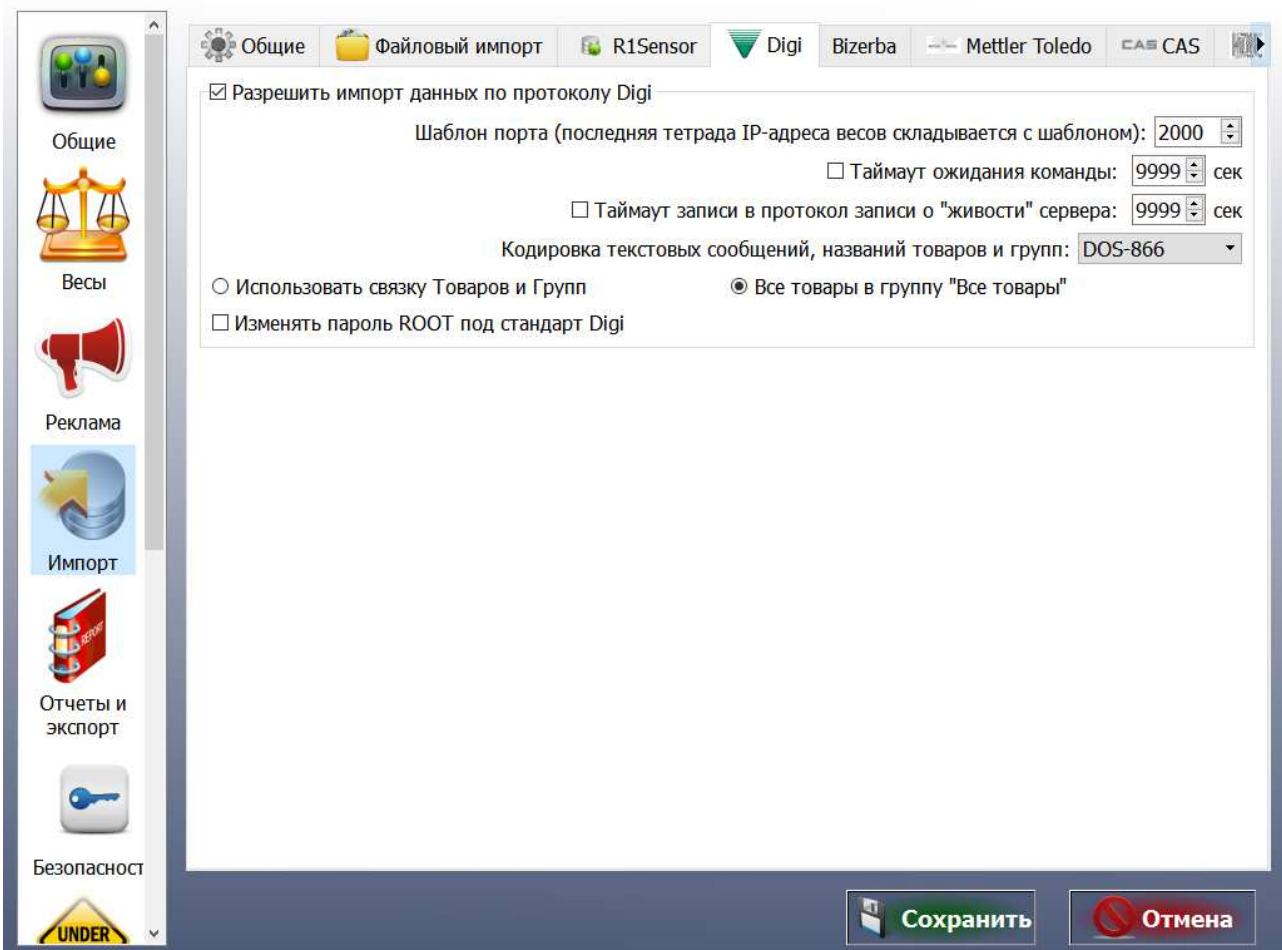 Общие
Файловый импорт
R1Sensor
Digi
Bizerba
Mettler Toledo
CAS CAS
Разрешить импорт данных по протоколу Digi
Шаблон порта (последняя тетрада IP-адреса весов складывается с шаблоном): 2000
Таймаут ожидания команды: 9999 сек
Таймаут записи в протокол записи о "живости" сервера: 9999 сек
Кодировка текстовых сообщений, названий товаров и групп: DOS-866
Использовать связку Товаров и Групп
Все товары в группу "Все товары"
Изменять пароль ROOT под стандарт Digi
Общие
Весы
Реклама
Импорт
REPORT
Отчеты и
экспорт
Безопасност
UNDER
Сохранить
Отмена